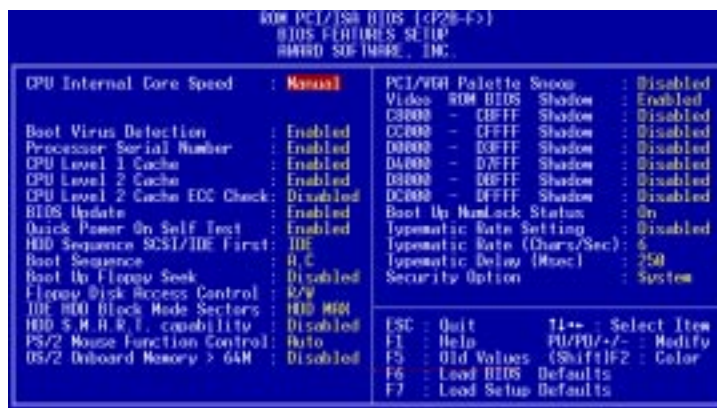 ROM PCI/ISA BIOS (<P2B-F>)
BIOS FEATURES SETUP
AWARD SOFTWARE, INC.
CPU Internal Core Speed : Manual
Boot Virus Detection : Enabled
Processor Serial Number : Enabled
CPU Level 1 Cache : Enabled
CPU Level 2 Cache : Enabled
CPU Level 2 Cache ECC Check: Disabled
BIOS Update : Enabled
Quick Power On Self Test : Enabled
HDD Sequence SCSI/IDE First: IDE
Boot Sequence : A,C
Boot Up Floppy Seek : Disabled
Floppy Disk Access Control : R/W
IDE HDD Block Mode Sectors : HDD MAX
HDD S.M.A.R.T. capability : Disabled
PS/2 Mouse Function Control: Auto
OS/2 Onboard Memory > 64M : Disabled
PCI/VGA Palette Snoop : Disabled
Video ROM BIOS Shadow : Enabled
C8000 - CBFFF Shadow : Disabled
CC000 - CFFFF Shadow : Disabled
D0000 - D3FFF Shadow : Disabled
D4000 - D7FFF Shadow : Disabled
D8000 - DBFFF Shadow : Disabled
DC000 - DFFFF Shadow : Disabled
Boot Up NumLock Status : On
Typematic Rate Setting : Disabled
Typematic Rate (Chars/Sec): 6
Typematic Delay (Msec) : 250
Security Option : System
ESC : Quit ↑↓→← : Select Item
F1 : Help PU/PD/+/- : Modify
F5 : Old Values (Shift)F2 : Color
F6 : Load BIOS Defaults
F7 : Load Setup Defaults